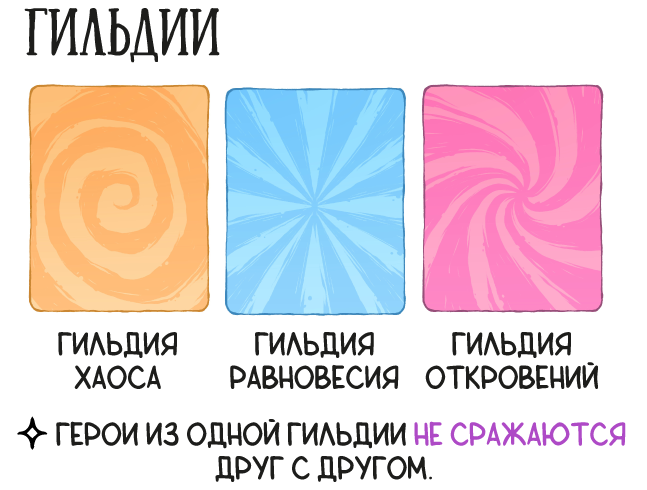 ГИЛЬДИИ
ГИЛЬДИЯ ХАОСА
ГИЛЬДИЯ РАВНОВЕСИЯ
ГИЛЬДИЯ ОТКРОВЕНИЙ
ГЕРОИ ИЗ ОДНОЙ ГИЛЬДИИ НЕ СРАЖАЮТСЯ
ДРУГ С ДРУГОМ.